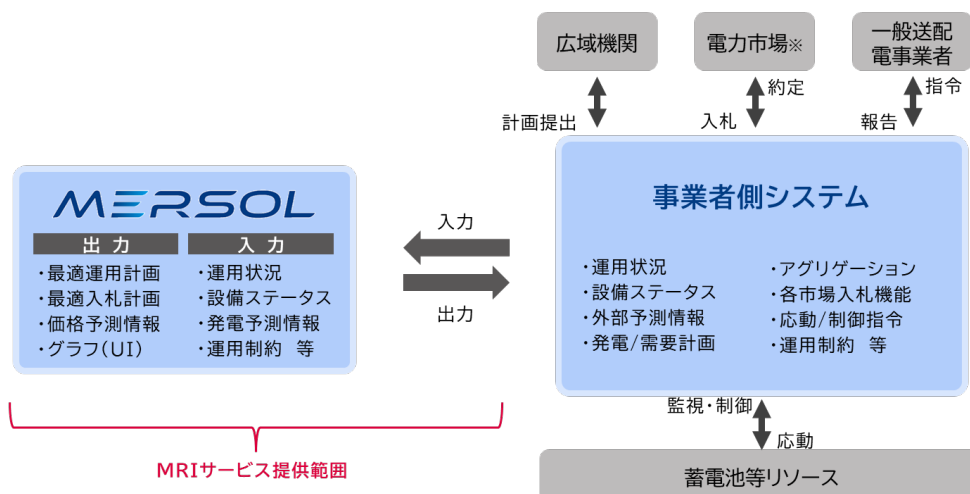 広域機関
電力市場※
一般送配
電事業者
計画提出
約定
入札
指令
報告
MERSOL
出力
入力
・最適運用計画
・最適入札計画
・価格予測情報
・グラフ(UI)
・運用状況
・設備ステータス
・発電予測情報
・運用制約 等
入力
出力
事業者側システム
・運用状況
・設備ステータス
・外部予測情報
・発電/需要計画
・アグリゲーション
・各市場入札機能
・応動/制御指令
・運用制約 等
監視・制御
応動
MRIサービス提供範囲
蓄電池等リソース